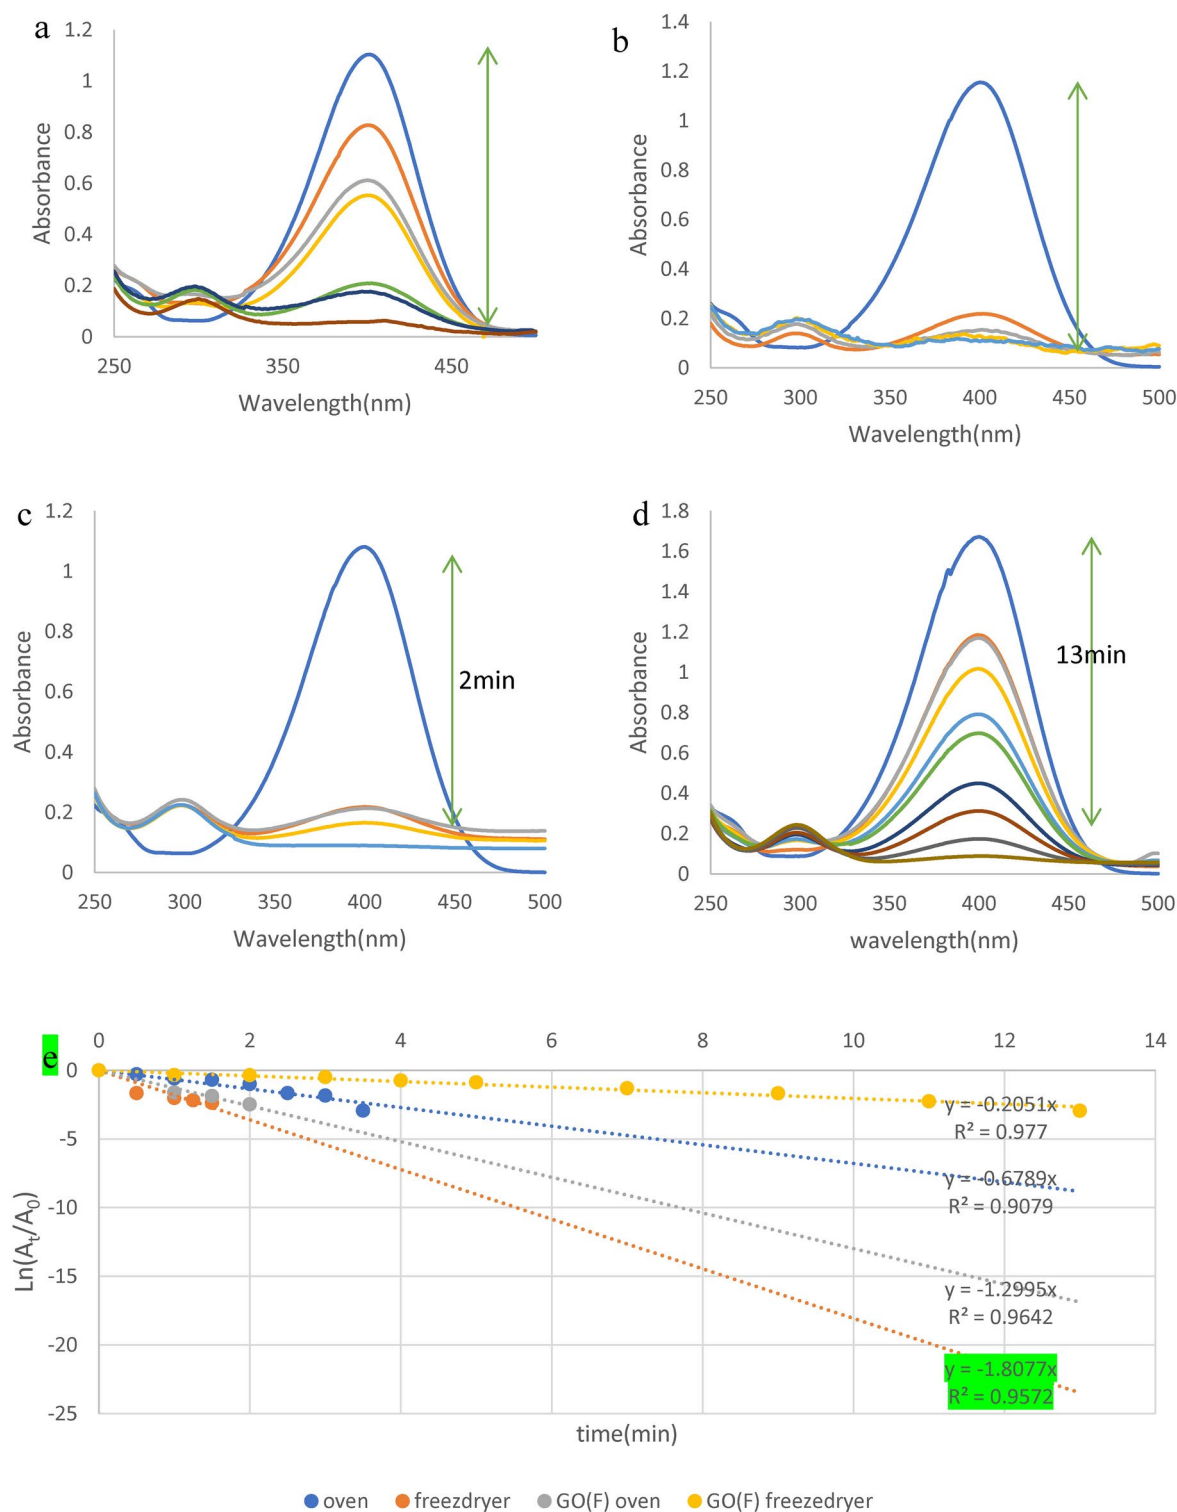 a
1.2
1
0.8
0.6
0.4
0.2
0
250
350
450
Absorbance
Wavelength(nm)
b
1.4
1.2
1
0.8
0.6
0.4
0.2
0
250
300
350
400
450
500
Absorbance
Wavelength(nm)
c
1.2
1
0.8
0.6
0.4
0.2
0
250
300
350
400
450
500
Absorbance
2min
Wavelength(nm)
d
1.8
1.6
1.4
1.2
1
0.8
0.6
0.4
0.2
0
250
300
350
400
450
500
Absorbance
13min
wavelength(nm)
e
0
2
4
6
8
10
12
14
0
-5
-10
-15
-20
-25
Ln(Aₜ/A₀)
y = -0.2051x
R² = 0.977
y = -0.6789x
R² = 0.9079
y = -1.2995x
R² = 0.9642
y = -1.8077x
R² = 0.9572
time(min)
oven freezdryer GO(F) oven GO(F) freezedryer